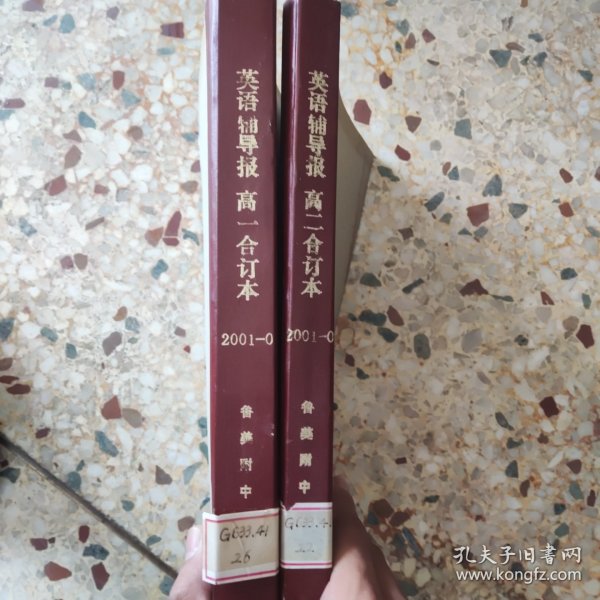 英语辅导报 高一合订本
2001-0
鲁美附中
G633.41
26
英语辅导报 高二合订本
2001-0
鲁美附中
G633.41
孔夫子旧书网
www.kongfz.com